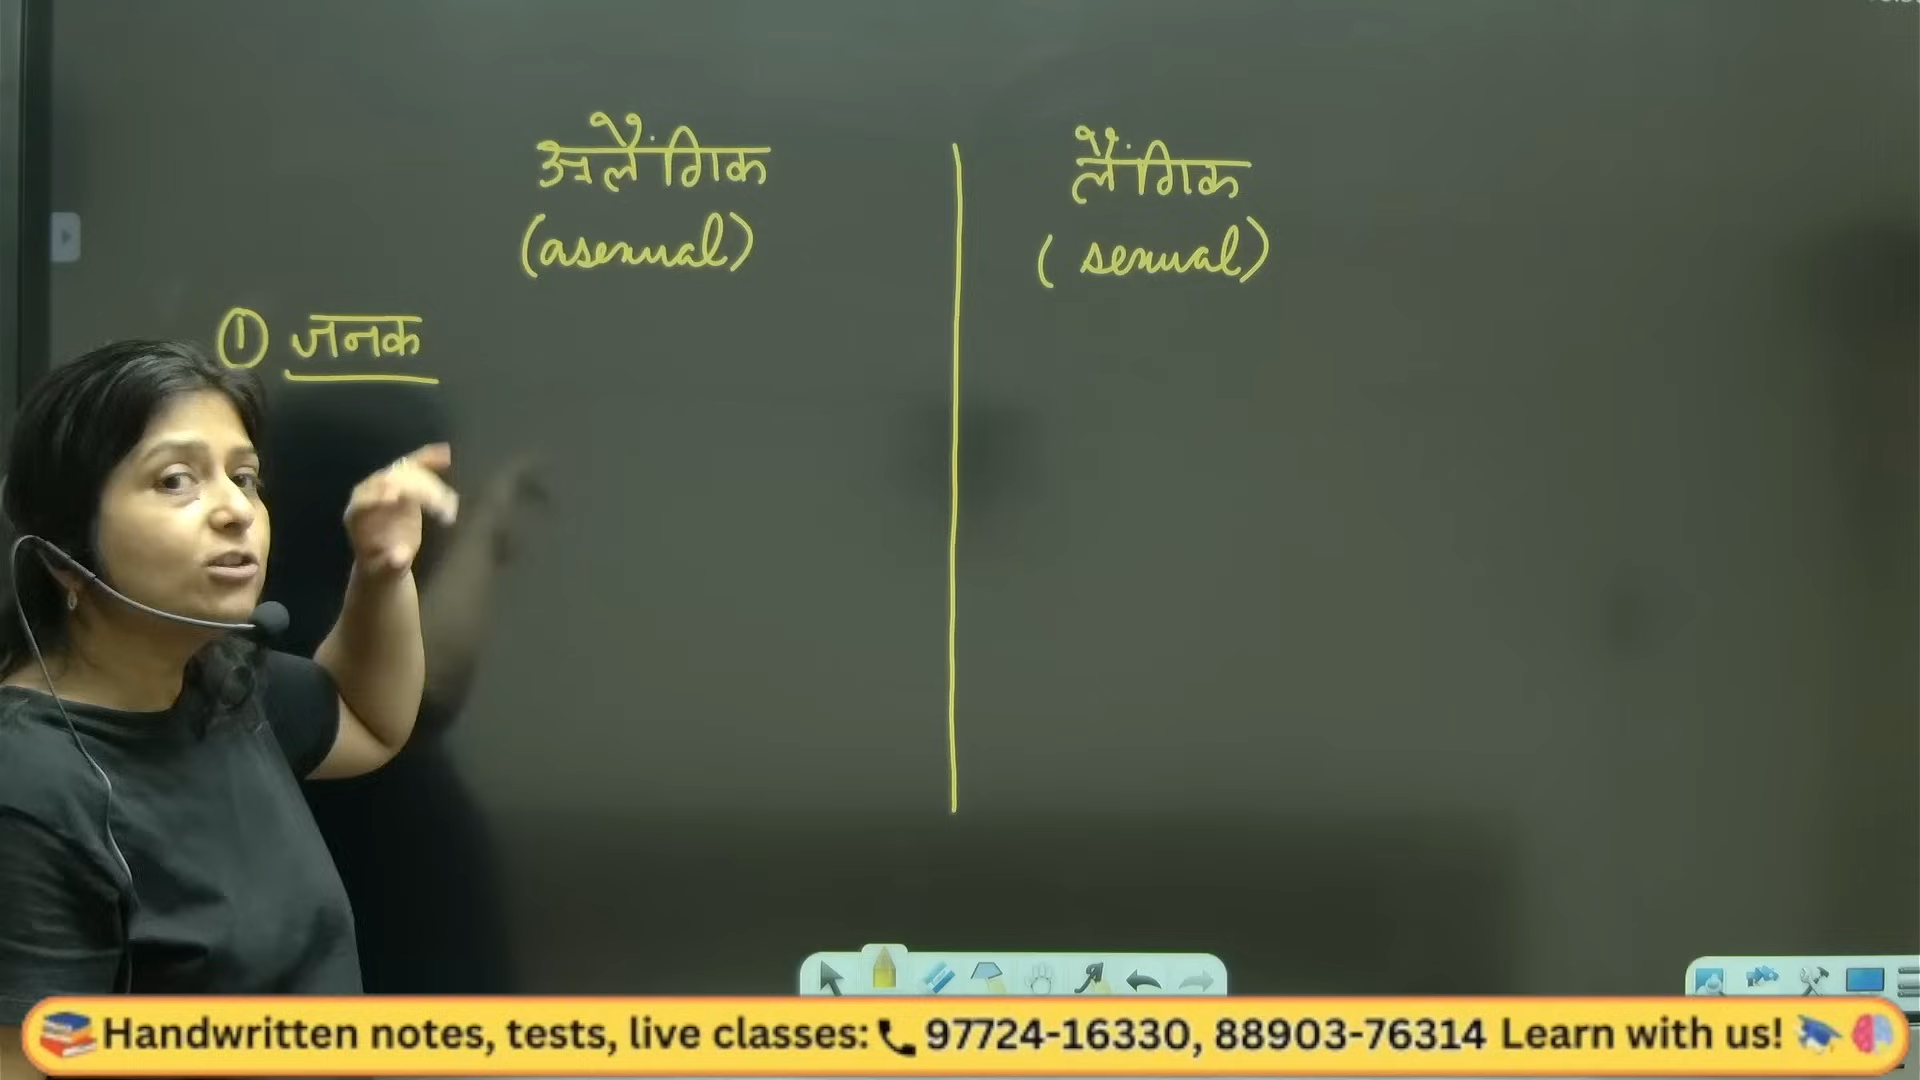 अलैंगिक
(asexual)
लैंगिक
(sexual)
① जनक
Handwritten notes, tests, live classes: 97724-16330, 88903-76314 Learn with us!